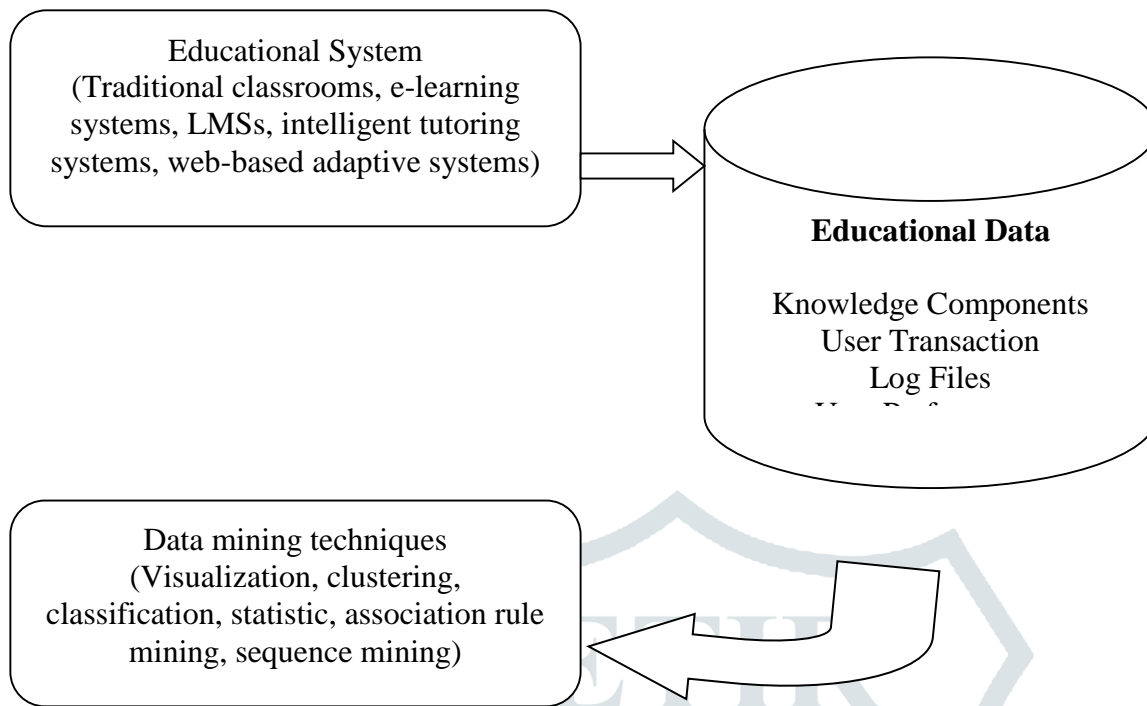 Educational System
(Traditional classrooms, e-learning
systems, LMSs, intelligent tutoring
systems, web-based adaptive systems)
Educational Data
Knowledge Components
User Transaction
Log Files
Data mining techniques
(Visualization, clustering,
classification, statistic, association rule
mining, sequence mining)